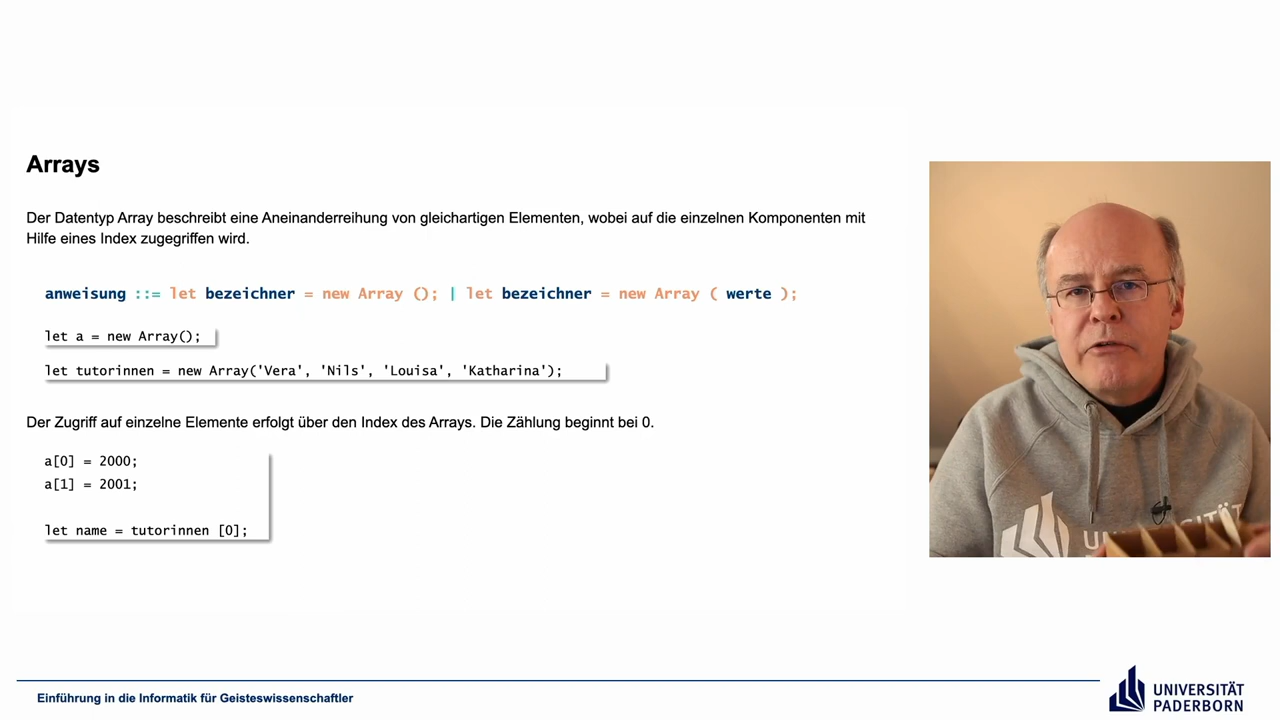 Arrays
Der Datentyp Array beschreibt eine Aneinanderreihung von gleichartigen Elementen, wobei auf die einzelnen Komponenten mit
Hilfe eines Index zugegriffen wird.
anweisung ::= let bezeichner = new Array (); | let bezeichner = new Array ( werte );
let a = new Array();
let tutorinnen = new Array('Vera', 'Nils', 'Louisa', 'Katharina');
Der Zugriff auf einzelne Elemente erfolgt über den Index des Arrays. Die Zählung beginnt bei 0.
a[0] = 2000;
a[1] = 2001;
let name = tutorinnen [0];
Einführung in die Informatik für Geisteswissenschaftler
UNIVERSITÄT
PADERBORN